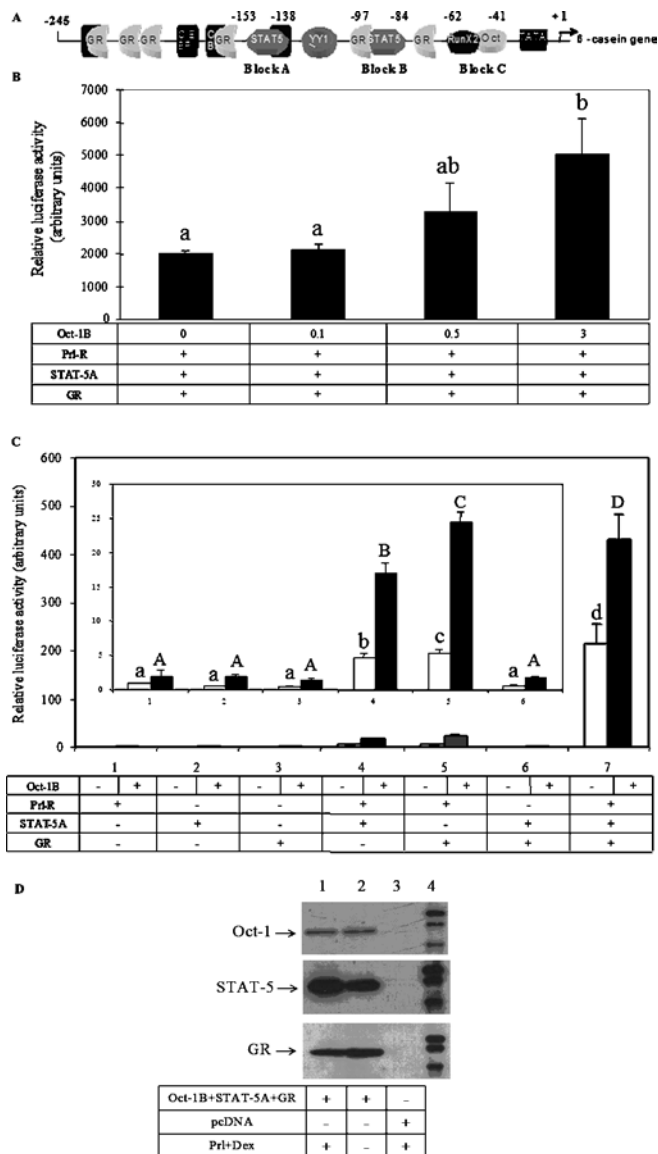 A
-245
-153 -138 -97 -84 -62 -41 +1
GR GR GR GR STAT5 YY1 GR STAT5 GR RunX2 Oct TATA -casein gene
Block A Block B Block C
B
Relative luciferase activity
(arbitrary units)
7000
6000
5000
4000
3000
2000
1000
0
a a ab b
Oct-1B 0 0.1 0.5 3
Prl-R + + + +
STAT-5A + + + +
GR + + + +
C
Relative luciferase activity (arbitrary units)
600
500
400
300
200
100
0
30
25
20
15
10
5
0
a A a A a A b B c C a A d D
1 2 3 4 5 6
1 2 3 4 5 6 7
Oct-1B - + - + - + - + - + - + - +
Prl-R + - - + + - +
STAT-5A - + - + - + +
GR - - + - + + +
D
1 2 3 4
Oct-1
STAT-5
GR
Oct-1B+STAT-5A+GR + + -
pcDNA - - +
Prl+Dex + - +